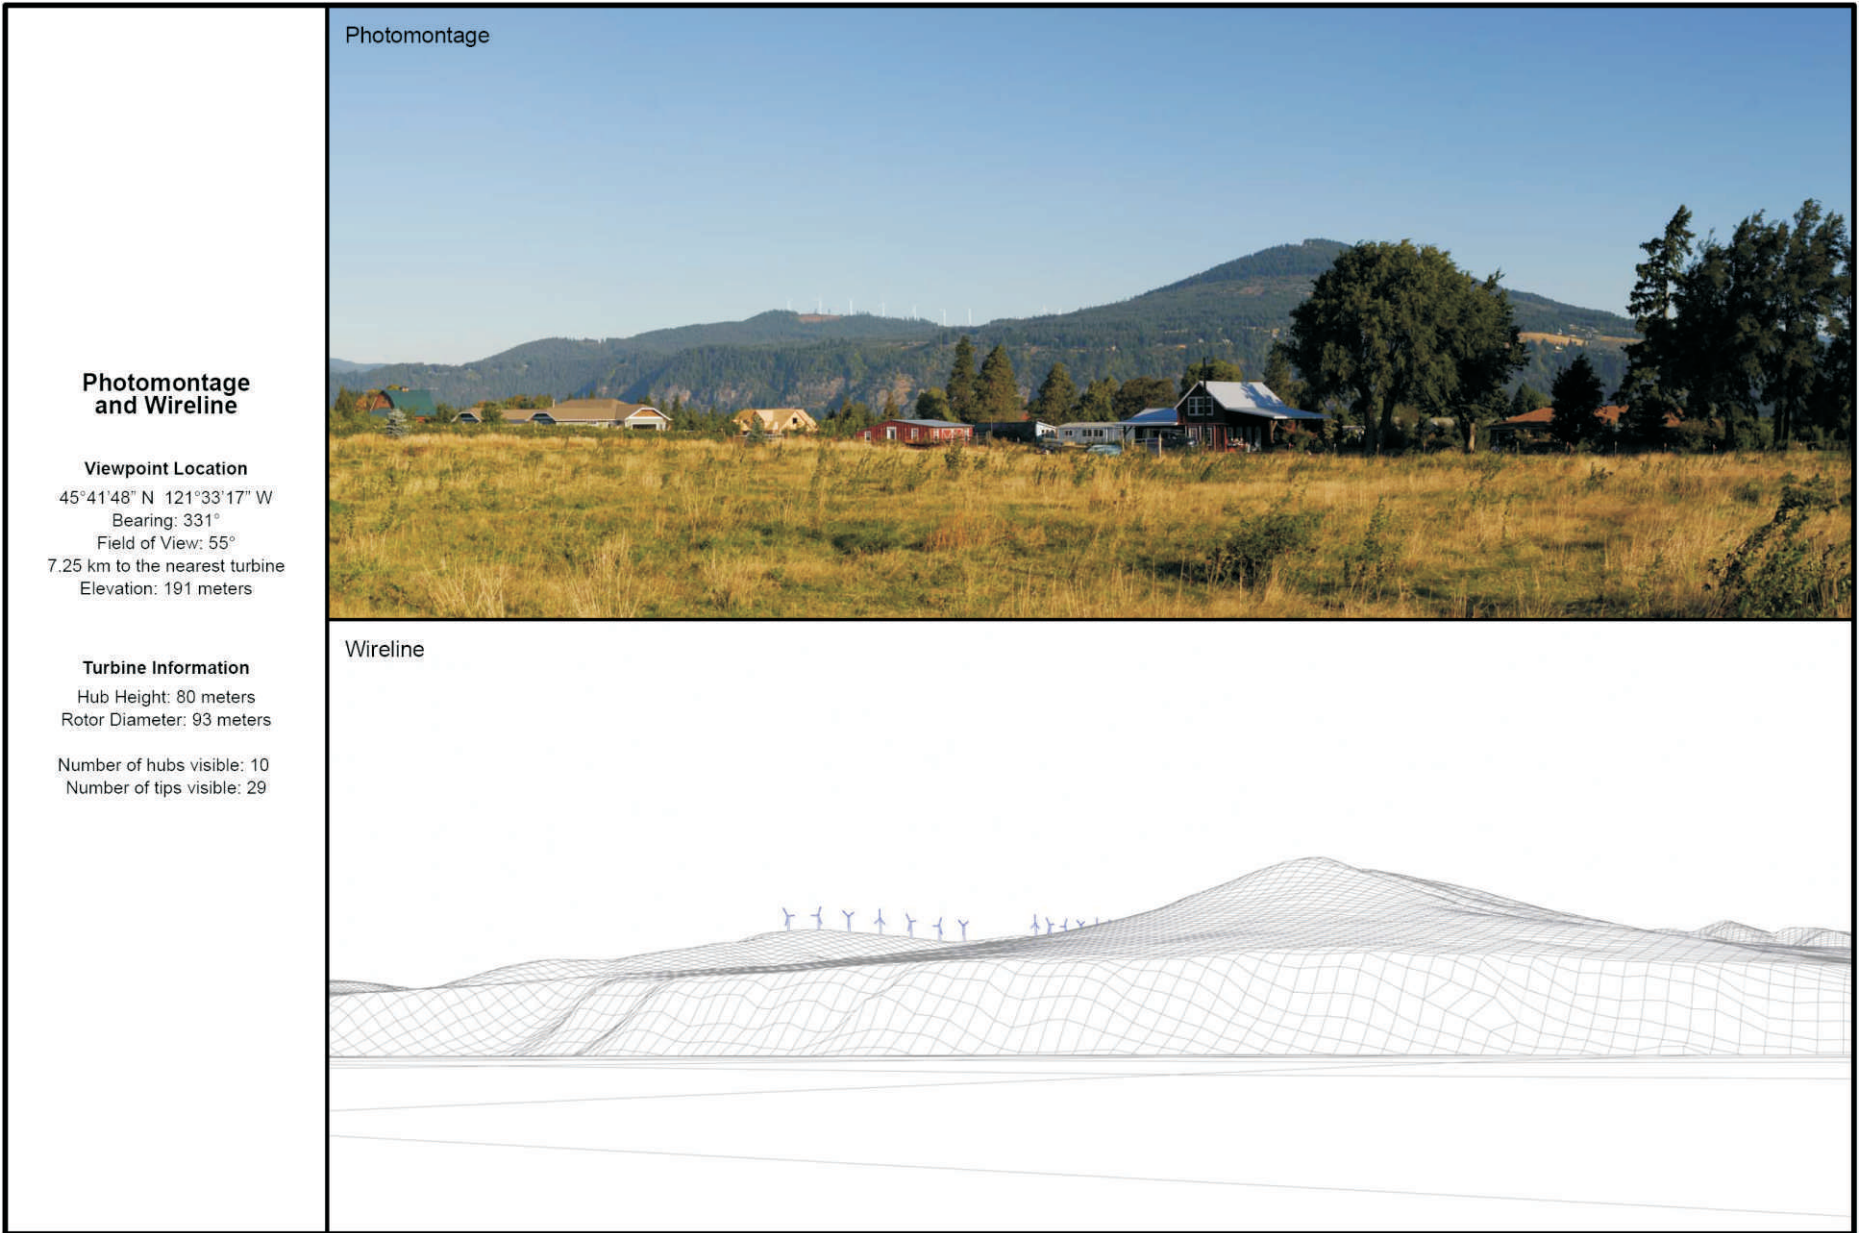 Photomontage
and Wireline
Viewpoint Location
45°41'48" N  121°33'17" W
Bearing: 331°
Field of View: 55°
7.25 km to the nearest turbine
Elevation: 191 meters
Turbine Information
Hub Height: 80 meters
Rotor Diameter: 93 meters
Number of hubs visible: 10
Number of tips visible: 29
Photomontage
Wireline